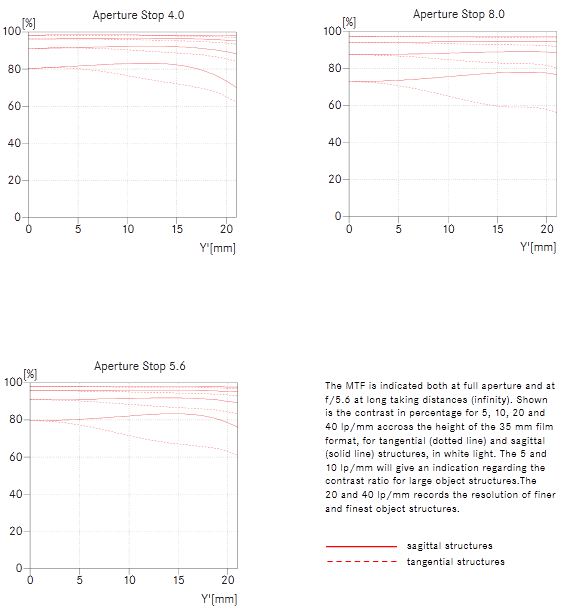 Aperture Stop 4.0
[%]
100
80
60
40
20
0
0 5 10 15 20
Y'[mm]
Aperture Stop 8.0
[%]
100
80
60
40
20
0
0 5 10 15 20
Y'[mm]
Aperture Stop 5.6
[%]
100
80
60
40
20
0
0 5 10 15 20
Y'[mm]
The MTF is indicated both at full aperture and at
f/5.6 at long taking distances (infinity). Shown
is the contrast in percentage for 5, 10, 20 and
40 lp/mm accross the height of the 35 mm film
format, for tangential (dotted line) and sagittal
(solid line) structures, in white light. The 5 and
10 lp/mm will give an indication regarding the
contrast ratio for large object structures.The
20 and 40 lp/mm records the resolution of finer
and finest object structures.
sagittal structures
tangential structures